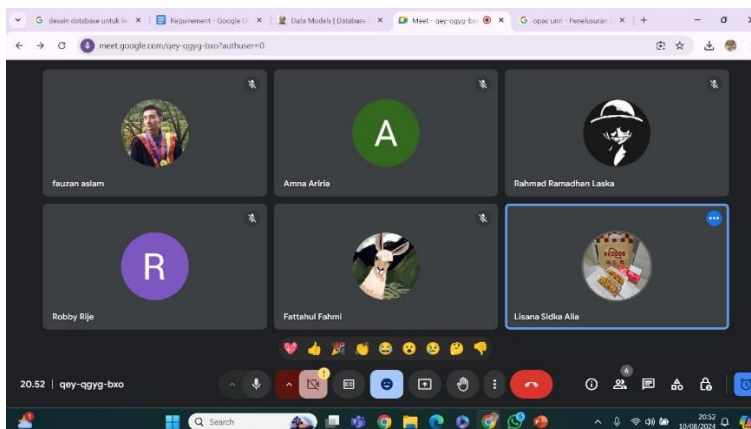 desain database untuk
Requirement - Google D
Data Models | Database
Meet - qey-qgyg-bxo
opac unri - Penelusuran
meet.google.com/qey-qgyg-bxo?authuser=0
A
fauzan aslam
Amna Ariria
Rahmad Ramadhan Laska
R
Robby Rije
Fattahul Fahmi
Lisana Sidka Alia
20.52 | qey-qgyg-bxo
6
Search
20:52
10/08/2024